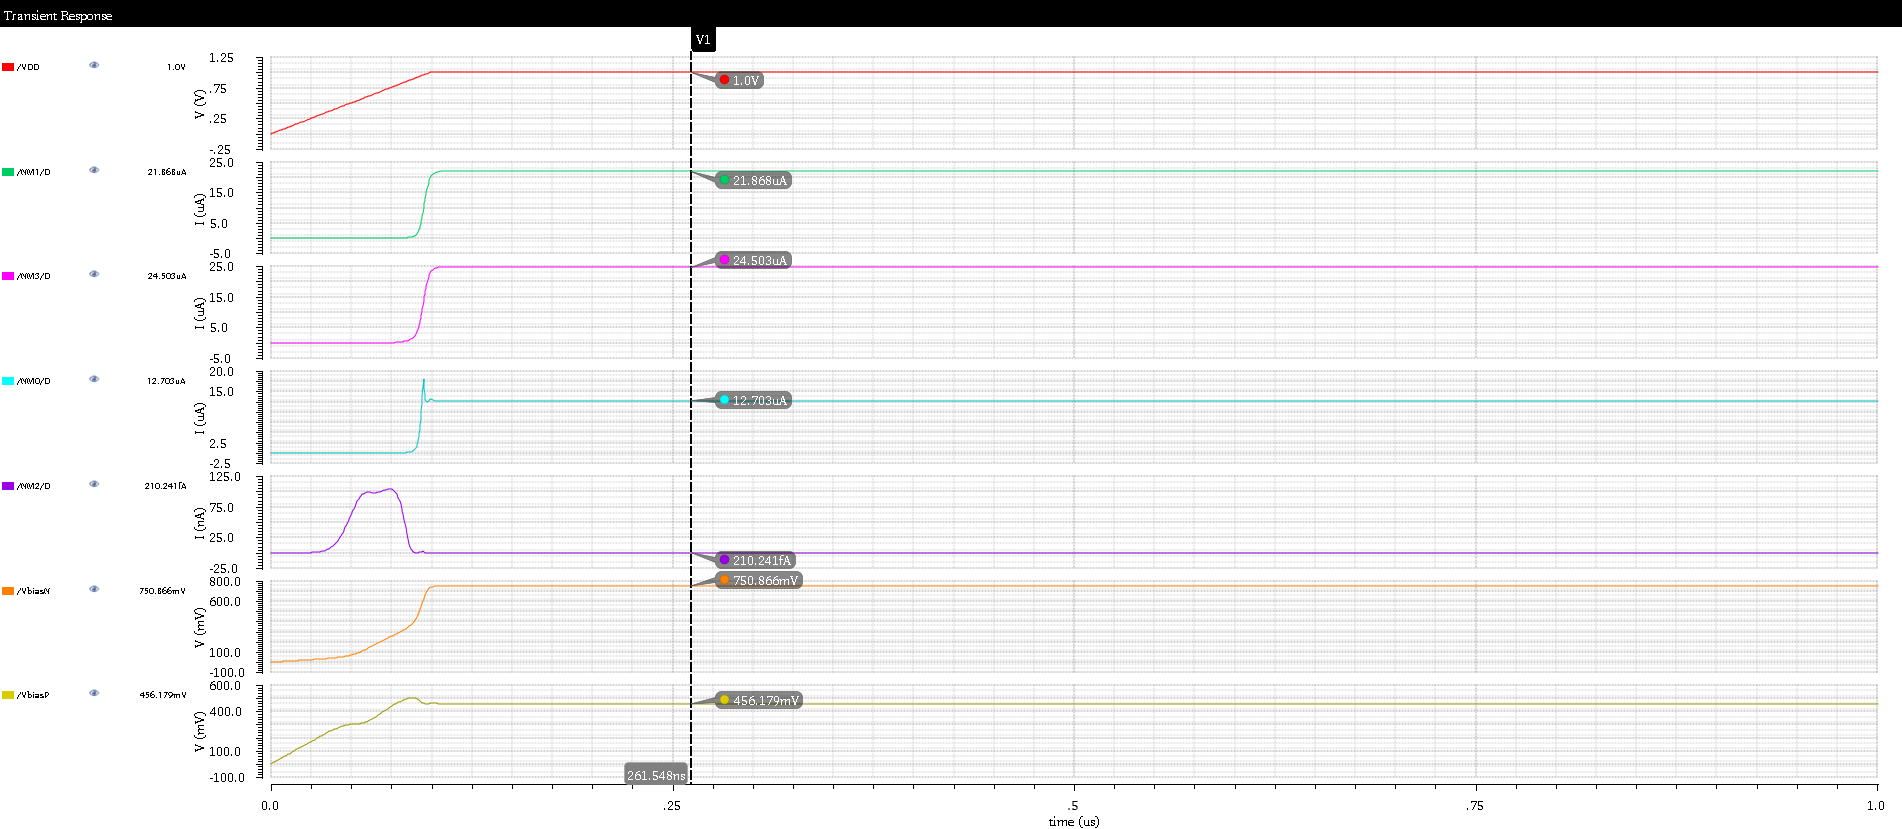 Transient Response
V1
/VDD 1.0V
V (V)
1.25
.75
.25
-.25
1.0V
/NM1/D 21.868uA
I (uA)
25.0
15.0
5.0
-5.0
21.868uA
/NM3/D 24.503uA
I (uA)
25.0
15.0
5.0
-5.0
24.503uA
/NM0/D 12.703uA
I (uA)
20.0
15.0
2.5
-2.5
12.703uA
/NM2/D 210.241fA
I (nA)
125.0
75.0
25.0
-25.0
210.241fA
/VbiasN 750.866mV
V (mV)
800.0
600.0
100.0
-100.0
750.866mV
/VbiasP 456.179mV
V (mV)
600.0
400.0
100.0
-100.0
456.179mV
261.548ns
0.0 .25 .5 .75 1.0
time (us)